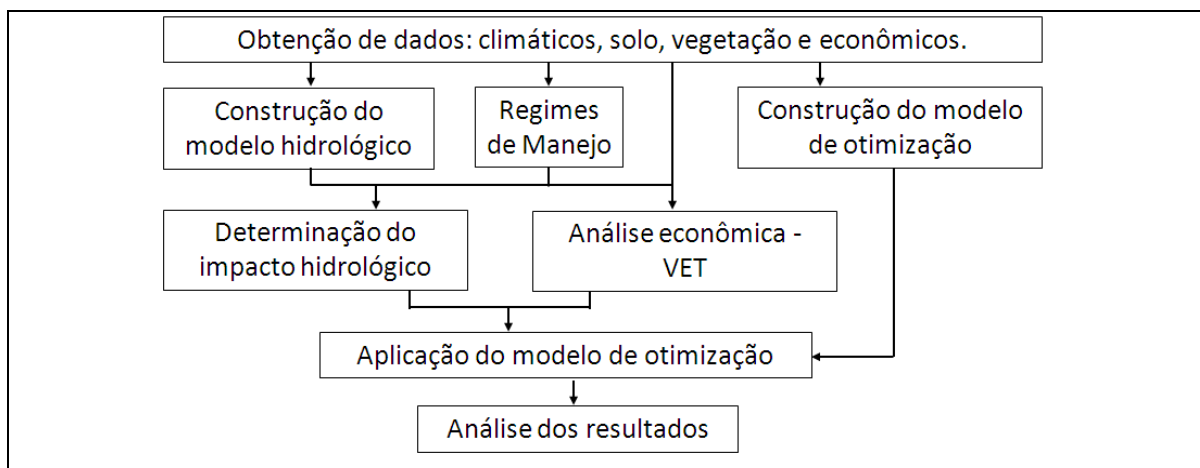 Obtenção de dados: climáticos, solo, vegetação e econômicos.
Construção do
modelo hidrológico
Regimes
de Manejo
Construção do modelo
de otimização
Determinação do
impacto hidrológico
Análise econômica -
VET
Aplicação do modelo de otimização
Análise dos resultados